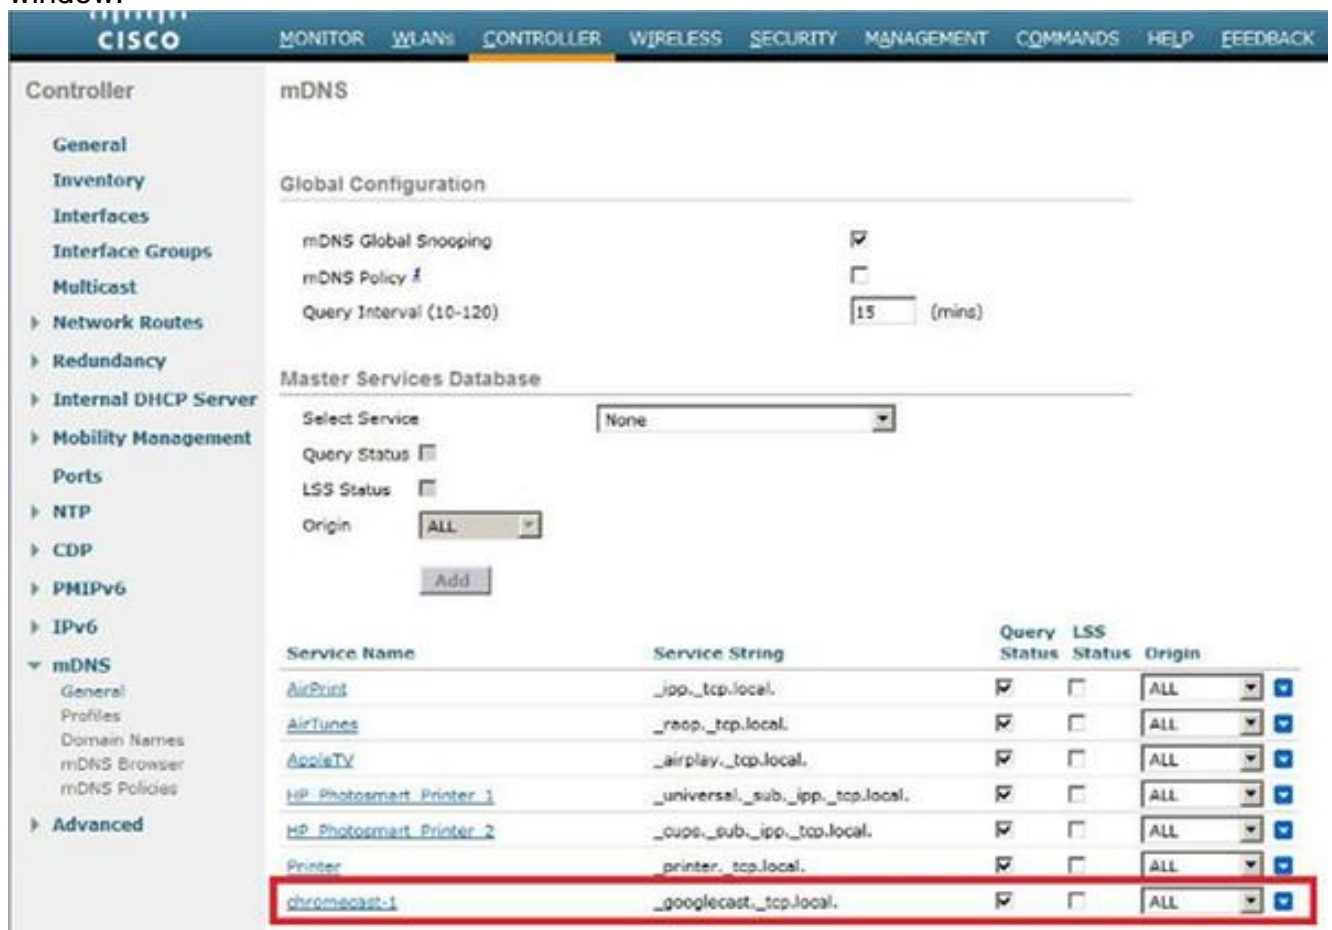 window.
CISCO
MONITOR WLANs CONTROLLER WIRELESS SECURITY MANAGEMENT COMMANDS HELP FEEDBACK
Controller
General
Inventory
Interfaces
Interface Groups
Multicast
Network Routes
Redundancy
Internal DHCP Server
Mobility Management
Ports
NTP
CDP
PMIPv6
IPv6
mDNS
General
Profiles
Domain Names
mDNS Browser
mDNS Policies
Advanced
mDNS
Global Configuration
mDNS Global Snooping
mDNS Policy 1
Query Interval (10-120) 15 (mins)
Master Services Database
Select Service None
Query Status
LSS Status
Origin ALL
Add
Service Name Service String Query Status LSS Status Origin
AirPrint _ipp._tcp.local. ALL
AirTunes _raop._tcp.local. ALL
AppleTV _airplay._tcp.local. ALL
HP_Photosmart_Printer_1 _universal._sub._ipp._tcp.local. ALL
HP_Photosmart_Printer_2 _cups._sub._ipp._tcp.local. ALL
Printer _printer._tcp.local. ALL
chromecast-1 _googlecast._tcp.local. ALL